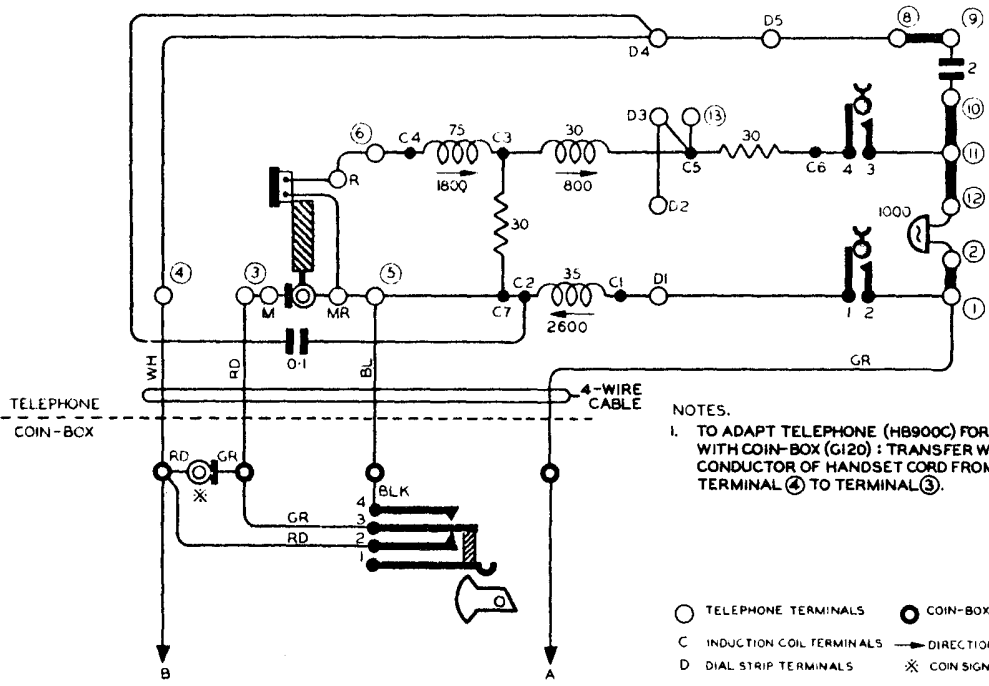 D4
D5
⑧
⑨
2
⑩
⑥
C4
75
1800
C3
30
800
D3
⑬
C5
30
C6
4
3
⑪
R
D2
30
1000
⑫
②
④
③
M
MR
⑤
C7
C2
35
2600
C1
D1
1
2
①
0·1
WH
RD
BL
GR
4-WIRE
CABLE
TELEPHONE
COIN-BOX
RD
GR
※
BLK
4
3
2
1
GR
RD
B
A
NOTES.
1. TO ADAPT TELEPHONE (HB900C) FOR
WITH COIN-BOX (G120) : TRANSFER W
CONDUCTOR OF HANDSET CORD FROM
TERMINAL ④ TO TERMINAL ③.
TELEPHONE TERMINALS
COIN-BOX
C INDUCTION COIL TERMINALS
DIRECTION
D DIAL STRIP TERMINALS
※ COIN SIGN